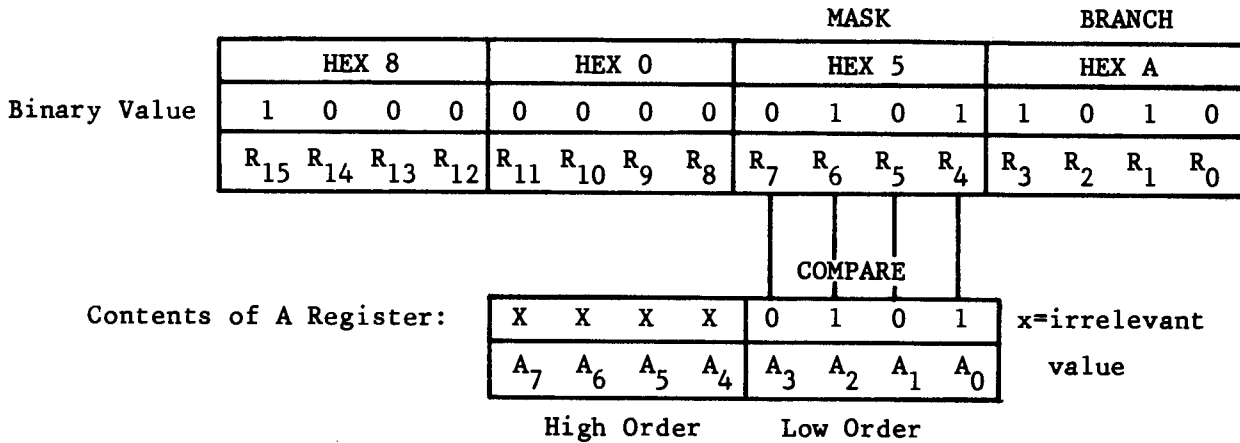 MASK BRANCH
HEX 8 HEX 0 HEX 5 HEX A
Binary Value 1 0 0 0 0 0 0 0 0 1 0 1 1 0 1 0
R15 R14 R13 R12 R11 R10 R9 R8 R7 R6 R5 R4 R3 R2 R1 R0
COMPARE
Contents of A Register: X X X X 0 1 0 1 x=irrelevant
A7 A6 A5 A4 A3 A2 A1 A0 value
High Order Low Order